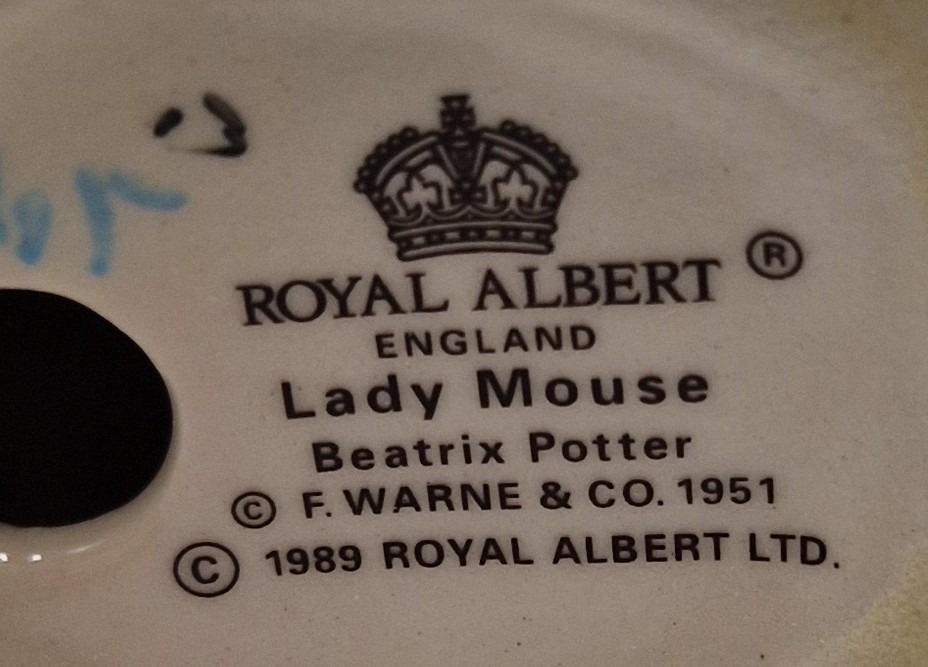 ROYAL ALBERT ®
ENGLAND
Lady Mouse
Beatrix Potter
© F. WARNE & CO. 1951
© 1989 ROYAL ALBERT LTD.